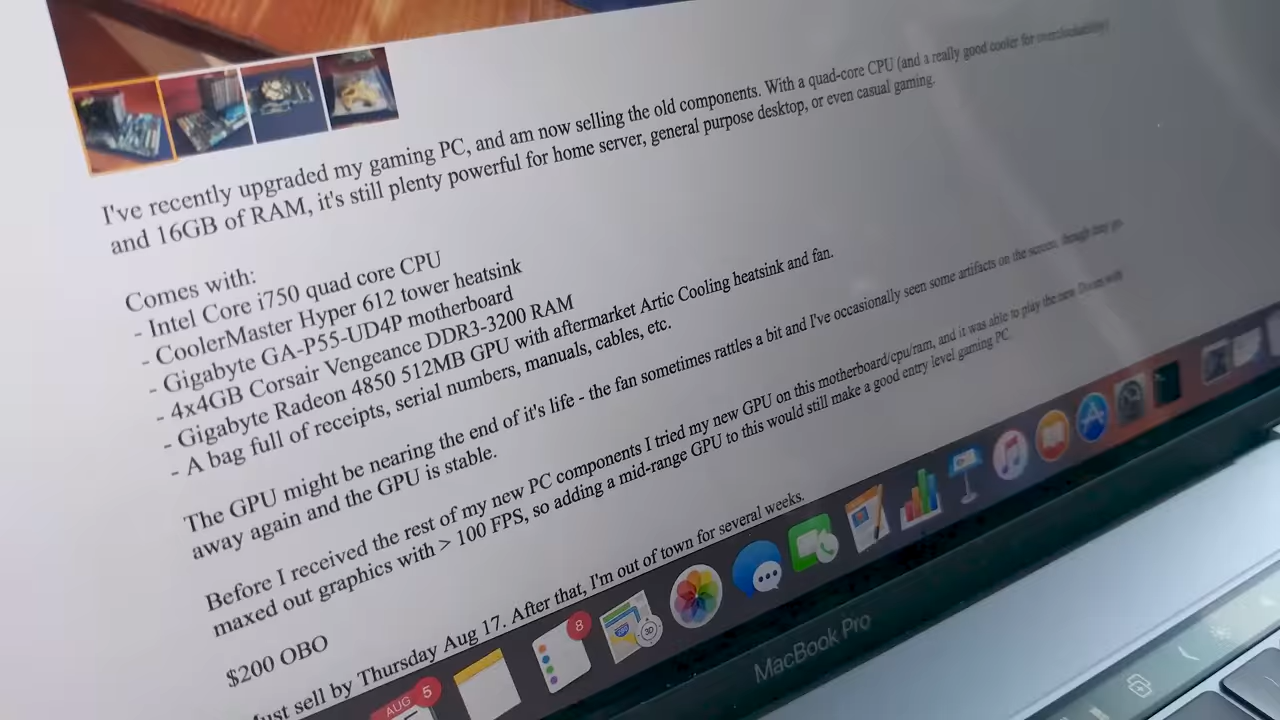 I've recently upgraded my gaming PC, and am now selling the old components. With a quad-core CPU (and a really good cooler for overclocking)
and 16GB of RAM, it's still plenty powerful for home server, general purpose desktop, or even casual gaming.
Comes with:
- Intel Core i750 quad core CPU
- CoolerMaster Hyper 612 tower heatsink
- Gigabyte GA-P55-UD4P motherboard
- 4x4GB Corsair Vengeance DDR3-3200 RAM
- Gigabyte Radeon 4850 512MB GPU with aftermarket Artic Cooling heatsink and fan.
- A bag full of receipts, serial numbers, manuals, cables, etc.
The GPU might be nearing the end of it's life - the fan sometimes rattles a bit and I've occasionally seen some artifacts on the screen, though they go
away again and the GPU is stable.
Before I received the rest of my new PC components I tried my new GPU on this motherboard/cpu/ram, and it was able to play the new Doom with
maxed out graphics with > 100 FPS, so adding a mid-range GPU to this would still make a good entry level gaming PC.
$200 OBO
Must sell by Thursday Aug 17. After that, I'm out of town for several weeks.
AUG
5
8
3D
MacBook Pro